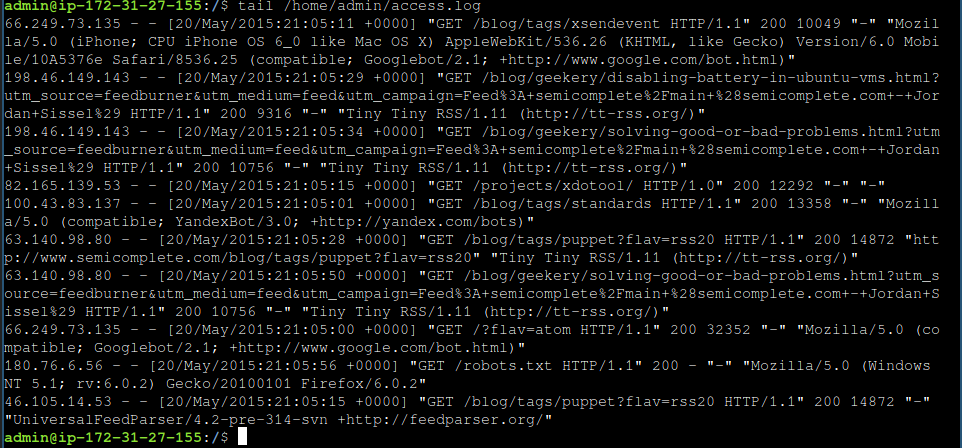 admin@ip-172-31-27-155:/$ tail /home/admin/access.log
66.249.73.135 - - [20/May/2015:21:05:11 +0000] "GET /blog/tags/xsendevent HTTP/1.1" 200 10049 "-" "Mozil
la/5.0 (iPhone; CPU iPhone OS 6_0 like Mac OS X) AppleWebKit/536.26 (KHTML, like Gecko) Version/6.0 Mobi
le/10A5376e Safari/8536.25 (compatible; Googlebot/2.1; +http://www.google.com/bot.html)"
198.46.149.143 - - [20/May/2015:21:05:29 +0000] "GET /blog/geekery/disabling-battery-in-ubuntu-vms.html?
utm_source=feedburner&utm_medium=feed&utm_campaign=Feed%3A+semicomplete%2Fmain+%28semicomplete.com+-+Jor
dan+Sissel%29 HTTP/1.1" 200 9316 "-" "Tiny Tiny RSS/1.11 (http://tt-rss.org/)"
198.46.149.143 - - [20/May/2015:21:05:34 +0000] "GET /blog/geekery/solving-good-or-bad-problems.html?utm
_source=feedburner&utm_medium=feed&utm_campaign=Feed%3A+semicomplete%2Fmain+%28semicomplete.com+-+Jordan
+Sissel%29 HTTP/1.1" 200 10756 "-" "Tiny Tiny RSS/1.11 (http://tt-rss.org/)"
82.165.139.53 - - [20/May/2015:21:05:15 +0000] "GET /projects/xdotool/ HTTP/1.0" 200 12292 "-" "-"
100.43.83.137 - - [20/May/2015:21:05:01 +0000] "GET /blog/tags/standards HTTP/1.1" 200 13358 "-" "Mozill
a/5.0 (compatible; YandexBot/3.0; +http://yandex.com/bots)"
63.140.98.80 - - [20/May/2015:21:05:28 +0000] "GET /blog/tags/puppet?flav=rss20 HTTP/1.1" 200 14872 "htt
p://www.semicomplete.com/blog/tags/puppet?flav=rss20" "Tiny Tiny RSS/1.11 (http://tt-rss.org/)"
63.140.98.80 - - [20/May/2015:21:05:50 +0000] "GET /blog/geekery/solving-good-or-bad-problems.html?utm_s
ource=feedburner&utm_medium=feed&utm_campaign=Feed%3A+semicomplete%2Fmain+%28semicomplete.com+-+Jordan+S
issel%29 HTTP/1.1" 200 10756 "-" "Tiny Tiny RSS/1.11 (http://tt-rss.org/)"
66.249.73.135 - - [20/May/2015:21:05:00 +0000] "GET /?flav=atom HTTP/1.1" 200 32352 "-" "Mozilla/5.0 (co
mpatible; Googlebot/2.1; +http://www.google.com/bot.html)"
180.76.6.56 - - [20/May/2015:21:05:56 +0000] "GET /robots.txt HTTP/1.1" 200 - "-" "Mozilla/5.0 (Windows
NT 5.1; rv:6.0.2) Gecko/20100101 Firefox/6.0.2"
46.105.14.53 - - [20/May/2015:21:05:15 +0000] "GET /blog/tags/puppet?flav=rss20 HTTP/1.1" 200 14872 "-"
"UniversalFeedParser/4.2-pre-314-svn +http://feedparser.org/"
admin@ip-172-31-27-155:/$